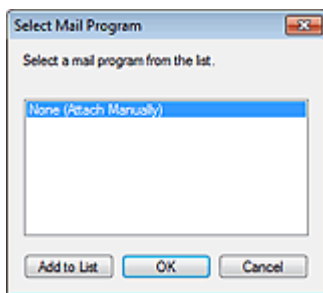 Select Mail Program
Select a mail program from the list.
None (Attach Manually)
Add to List OK Cancel